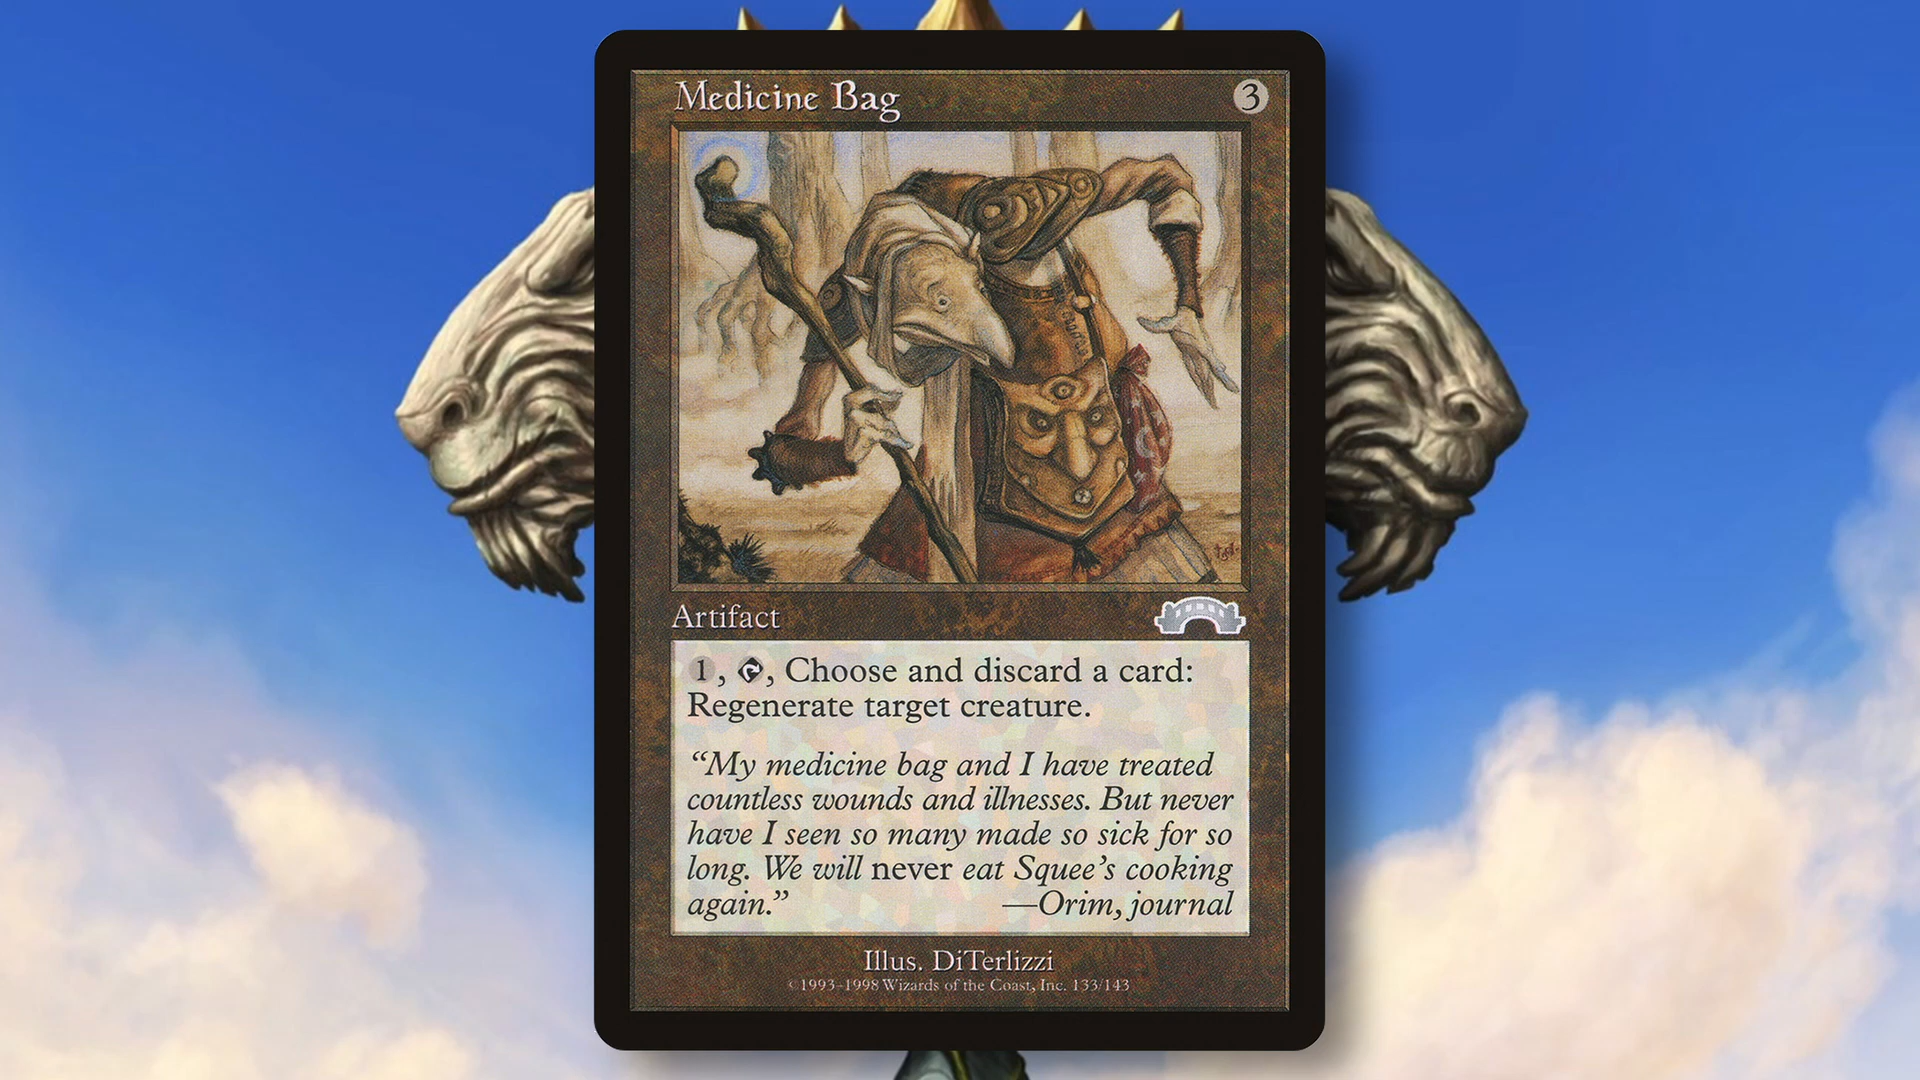 Medicine Bag 3
Artifact
1, , Choose and discard a card:
Regenerate target creature.
“My medicine bag and I have treated
countless wounds and illnesses. But never
have I seen so many made so sick for so
long. We will never eat Squee’s cooking
again.” —Orim, journal
Illus. DiTerlizzi
©1993–1998 Wizards of the Coast, Inc. 133/143